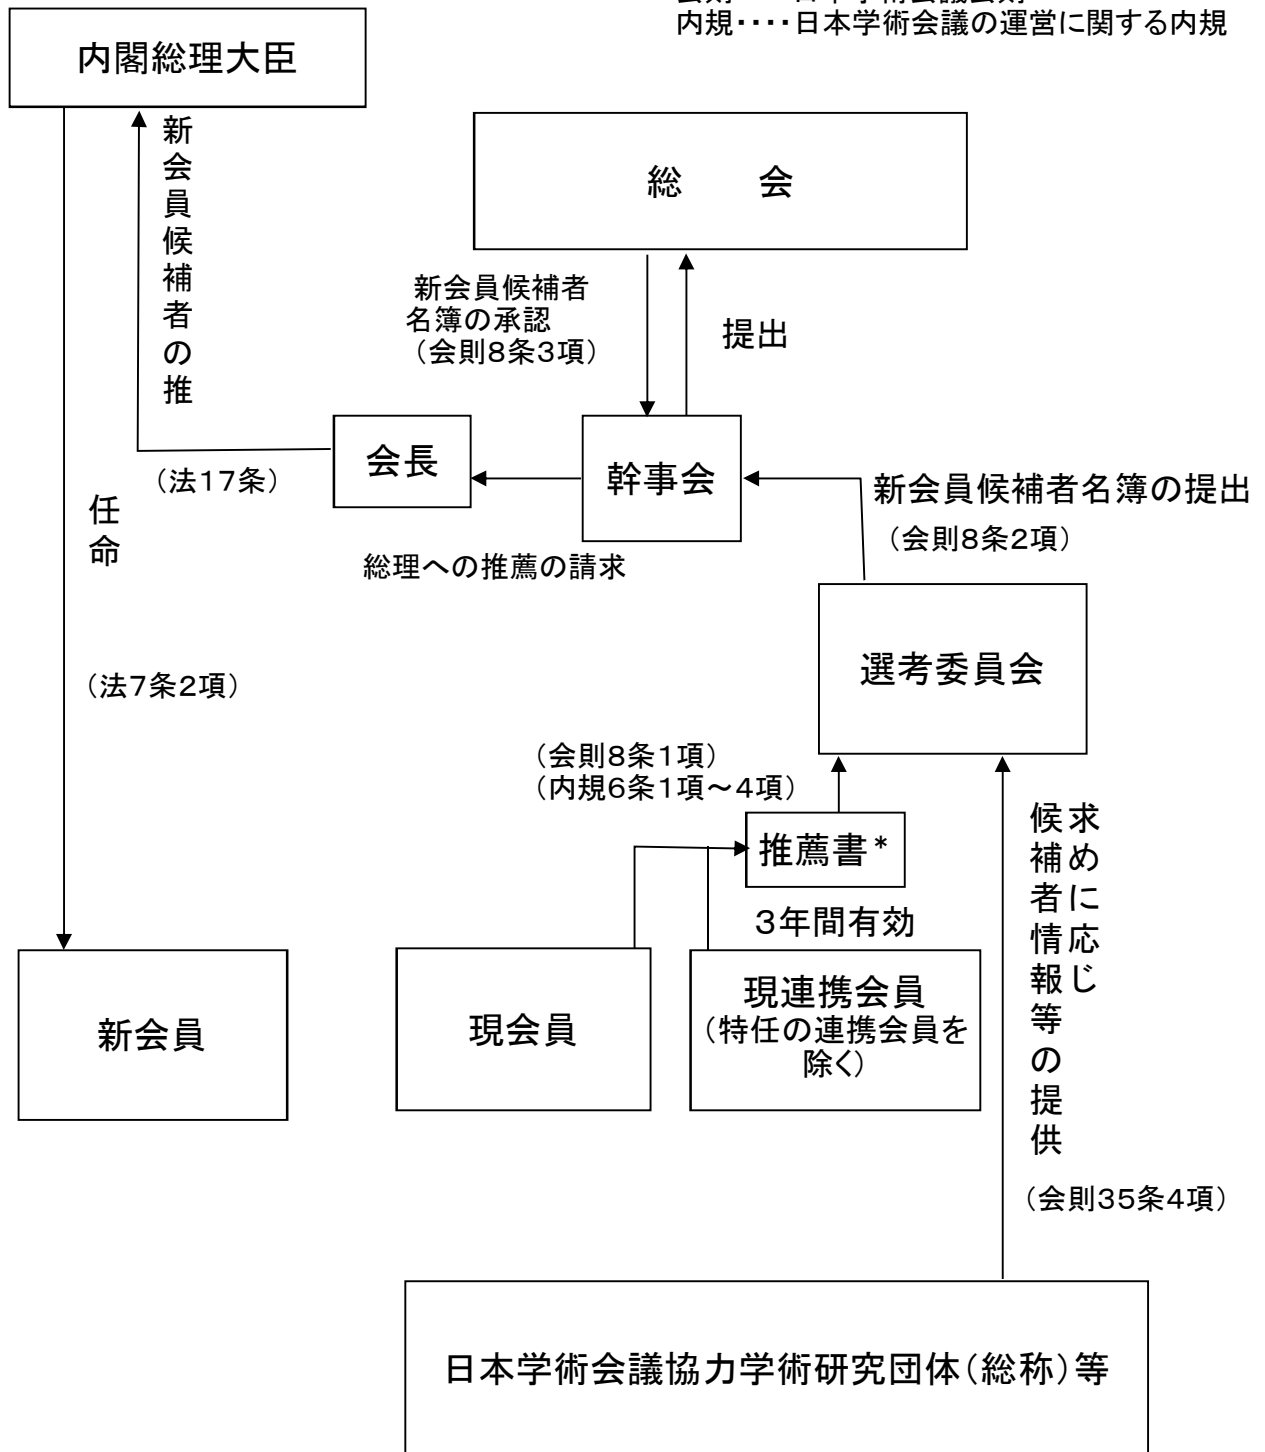 内規････日本学術会議の運営に関する内規
内閣総理大臣
新会員候補者の推
総　　会
新会員候補者
名簿の承認
（会則８条３項）
提出
会長
幹事会
（法１７条）
新会員候補者名簿の提出
（会則８条２項）
任命
総理への推薦の請求
選考委員会
（法７条２項）
（会則８条１項）
（内規６条１項～４項）
推薦書*
３年間有効
求めに応じ
候補者情報等の提供
新会員
現会員
現連携会員
（特任の連携会員を
除く）
（会則３５条４項）
日本学術会議協力学術研究団体（総称）等